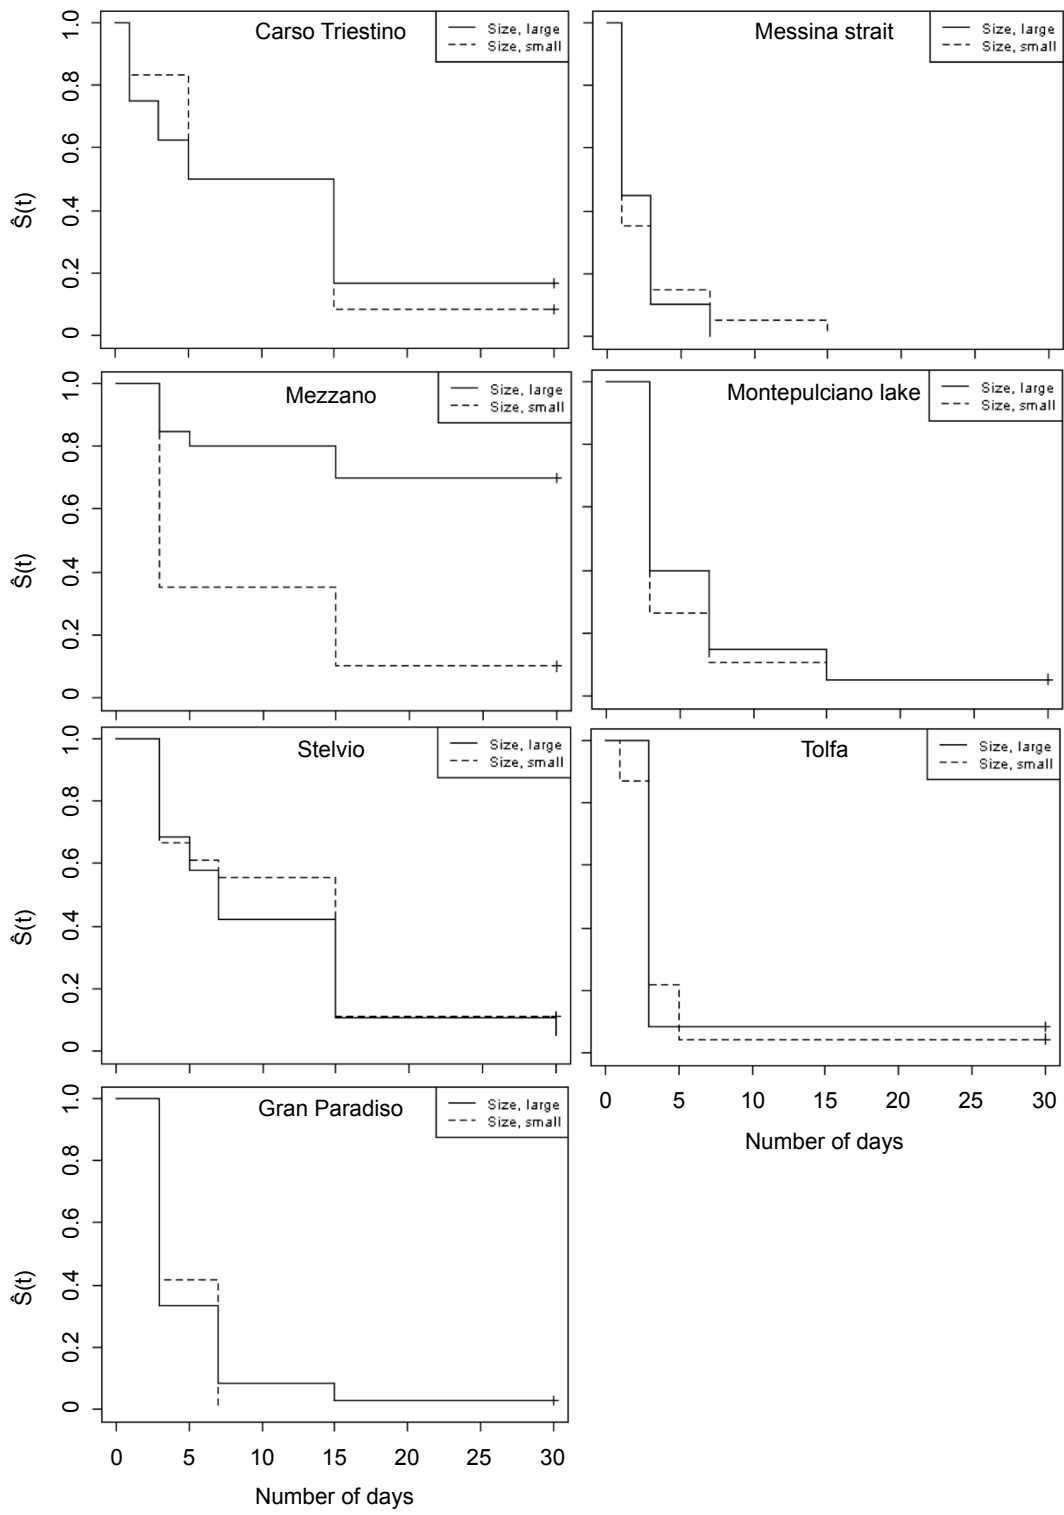 Carso Triestino
Size, large
Size, small
1.0
0.8
0.6
0.4
0.2
0
Ŝ(t)
Messina strait
Size, large
Size, small
Mezzano
Size, large
Size, small
1.0
0.8
0.6
0.4
0.2
0
Ŝ(t)
Montepulciano lake
Size, large
Size, small
Stelvio
Size, large
Size, small
1.0
0.8
0.6
0.4
0.2
0
Ŝ(t)
Tolfa
Size, large
Size, small
0 5 10 15 20 25 30
Number of days
Gran Paradiso
Size, large
Size, small
1.0
0.8
0.6
0.4
0.2
0
Ŝ(t)
0 5 10 15 20 25 30
Number of days